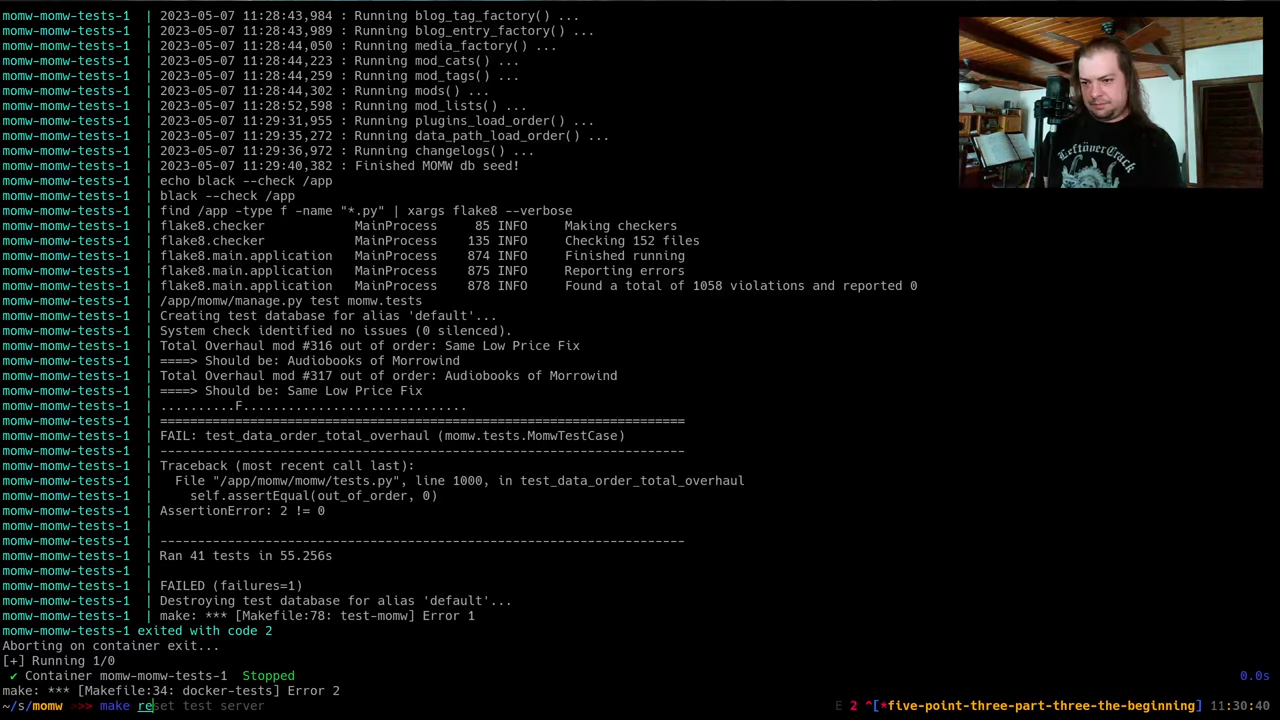 momw-momw-tests-1  | 2023-05-07 11:28:43,984 : Running blog_tag_factory() ...
momw-momw-tests-1  | 2023-05-07 11:28:43,989 : Running blog_entry_factory() ...
momw-momw-tests-1  | 2023-05-07 11:28:44,050 : Running media_factory() ...
momw-momw-tests-1  | 2023-05-07 11:28:44,223 : Running mod_cats() ...
momw-momw-tests-1  | 2023-05-07 11:28:44,259 : Running mod_tags() ...
momw-momw-tests-1  | 2023-05-07 11:28:44,302 : Running mods() ...
momw-momw-tests-1  | 2023-05-07 11:28:52,598 : Running mod_lists() ...
momw-momw-tests-1  | 2023-05-07 11:29:31,955 : Running plugins_load_order() ...
momw-momw-tests-1  | 2023-05-07 11:29:35,272 : Running data_path_load_order() ...
momw-momw-tests-1  | 2023-05-07 11:29:36,972 : Running changelogs() ...
momw-momw-tests-1  | 2023-05-07 11:29:40,382 : Finished MOMW db seed!
momw-momw-tests-1  | echo black --check /app
momw-momw-tests-1  | black --check /app
momw-momw-tests-1  | find /app -type f -name "*.py" | xargs flake8 --verbose
momw-momw-tests-1  | flake8.checker            MainProcess     85 INFO     Making checkers
momw-momw-tests-1  | flake8.checker            MainProcess    135 INFO     Checking 152 files
momw-momw-tests-1  | flake8.main.application   MainProcess    874 INFO     Finished running
momw-momw-tests-1  | flake8.main.application   MainProcess    875 INFO     Reporting errors
momw-momw-tests-1  | flake8.main.application   MainProcess    878 INFO     Found a total of 1058 violations and reported 0
momw-momw-tests-1  | /app/momw/manage.py test momw.tests
momw-momw-tests-1  | Creating test database for alias 'default'...
momw-momw-tests-1  | System check identified no issues (0 silenced).
momw-momw-tests-1  | Total Overhaul mod #316 out of order: Same Low Price Fix
momw-momw-tests-1  | ====> Should be: Audiobooks of Morrowind
momw-momw-tests-1  | Total Overhaul mod #317 out of order: Audiobooks of Morrowind
momw-momw-tests-1  | ====> Should be: Same Low Price Fix
momw-momw-tests-1  | ..........F..............................
momw-momw-tests-1  | ======================================================================
momw-momw-tests-1  | FAIL: test_data_order_total_overhaul (momw.tests.MomwTestCase)
momw-momw-tests-1  | ----------------------------------------------------------------------
momw-momw-tests-1  | Traceback (most recent call last):
momw-momw-tests-1  |   File "/app/momw/momw/tests.py", line 1000, in test_data_order_total_overhaul
momw-momw-tests-1  |     self.assertEqual(out_of_order, 0)
momw-momw-tests-1  | AssertionError: 2 != 0
momw-momw-tests-1  |
momw-momw-tests-1  | ----------------------------------------------------------------------
momw-momw-tests-1  | Ran 41 tests in 55.256s
momw-momw-tests-1  |
momw-momw-tests-1  | FAILED (failures=1)
momw-momw-tests-1  | Destroying test database for alias 'default'...
momw-momw-tests-1  | make: *** [Makefile:78: test-momw] Error 1
momw-momw-tests-1 exited with code 2
Aborting on container exit...
[+] Running 1/0
 ✔ Container momw-momw-tests-1  Stopped 0.0s
make: *** [Makefile:34: docker-tests] Error 2
~/s/momw >>> make reset test server E 2 ^[*five-point-three-part-three-the-beginning] 11:30:40
Leftöver Crack